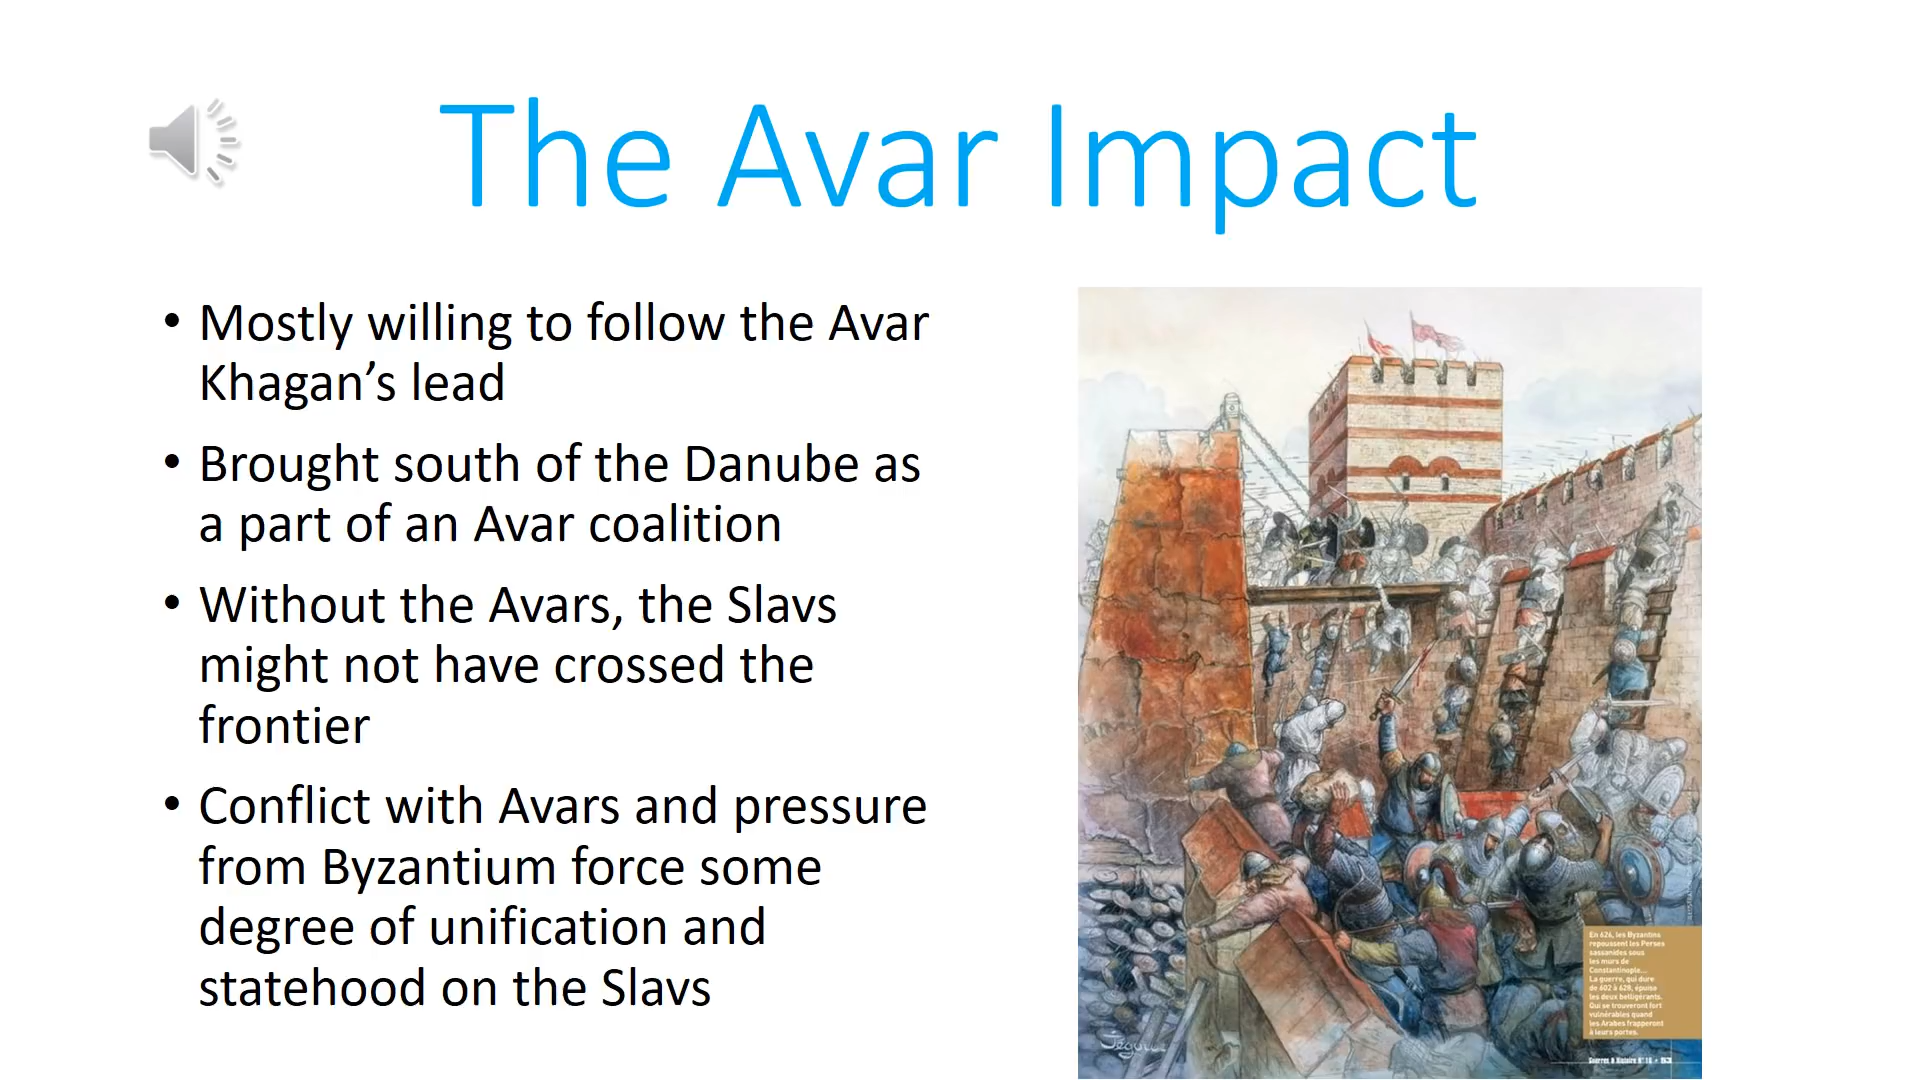 The Avar Impact
• Mostly willing to follow the Avar
Khagan’s lead
• Brought south of the Danube as
a part of an Avar coalition
• Without the Avars, the Slavs
might not have crossed the
frontier
• Conflict with Avars and pressure
from Byzantium force some
degree of unification and
statehood on the Slavs
En 626, les Byzantins
repoussent les Perses
sassanides sous
les murs de
Constantinople...
La guerre, qui dure
de 602 à 628, épuise
les deux belligérants.
Qui se trouveront fort
vulnérables quand
les Arabes frapperont
à leurs portes.
Guerres & Histoire N°